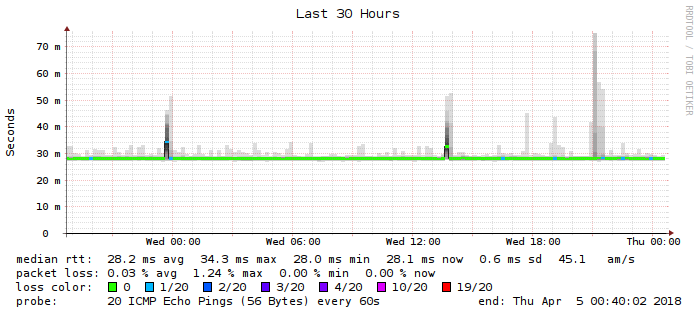 Last 30 Hours
RRDTOOL / TOBI OETIKER
Seconds
70 m
60 m
50 m
40 m
30 m
20 m
10 m
0
Wed 00:00 Wed 06:00 Wed 12:00 Wed 18:00 Thu 00:00
median rtt: 28.2 ms avg 34.3 ms max 28.0 ms min 28.1 ms now 0.6 ms sd 45.1 am/s
packet loss: 0.03 % avg 1.24 % max 0.00 % min 0.00 % now
loss color: 0 1/20 2/20 3/20 4/20 10/20 19/20
probe: 20 ICMP Echo Pings (56 Bytes) every 60s end: Thu Apr 5 00:40:02 2018